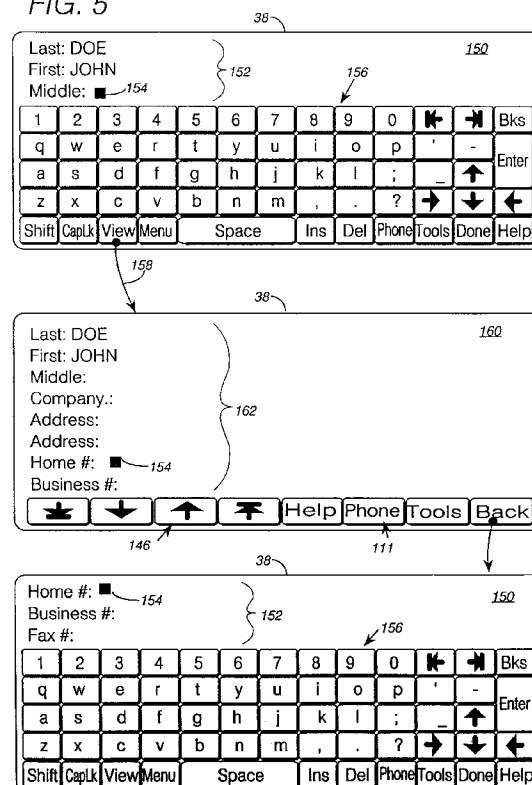 FIG. 5
38
Last: DOE
First: JOHN
Middle:
152
154
156
150
1 2 3 4 5 6 7 8 9 0 Bks
q w e r t y u i o p ' - Enter
a s d f g h j k l ; _
z x c v b n m , . ?
Shift CapLk View Menu Space Ins Del Phone Tools Done Help
158
38
160
Last: DOE
First: JOHN
Middle:
Company.:
Address:
Address:
Home #: 154
Business #:
162
Help Phone Tools Back
146 111
38
Home #: 154
Business #:
Fax #:
152
156
150
1 2 3 4 5 6 7 8 9 0 Bks
q w e r t y u i o p ' - Enter
a s d f g h j k l ; _
z x c v b n m , . ?
Shift CapLk View Menu Space Ins Del Phone Tools Done Help